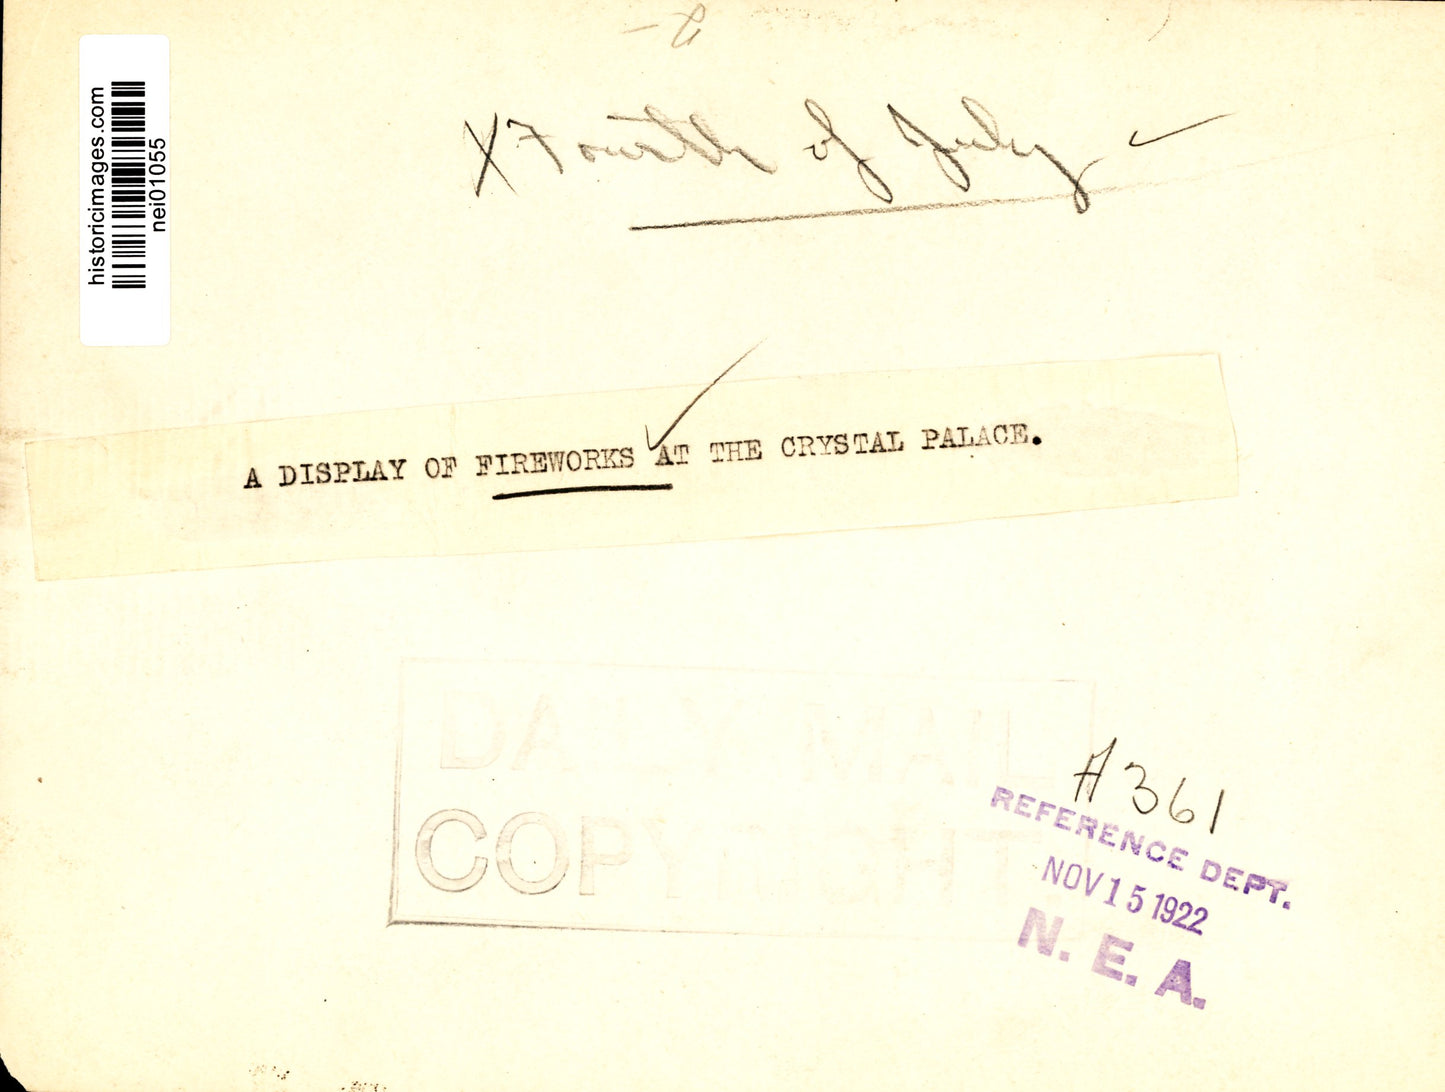 historicimages.com
nei01055
X Fourth of July
A DISPLAY OF FIREWORKS AT THE CRYSTAL PALACE.
DAILY MAIL
COPYRIGHT
A361
REFERENCE DEPT.
NOV 15 1922
N. E. A.